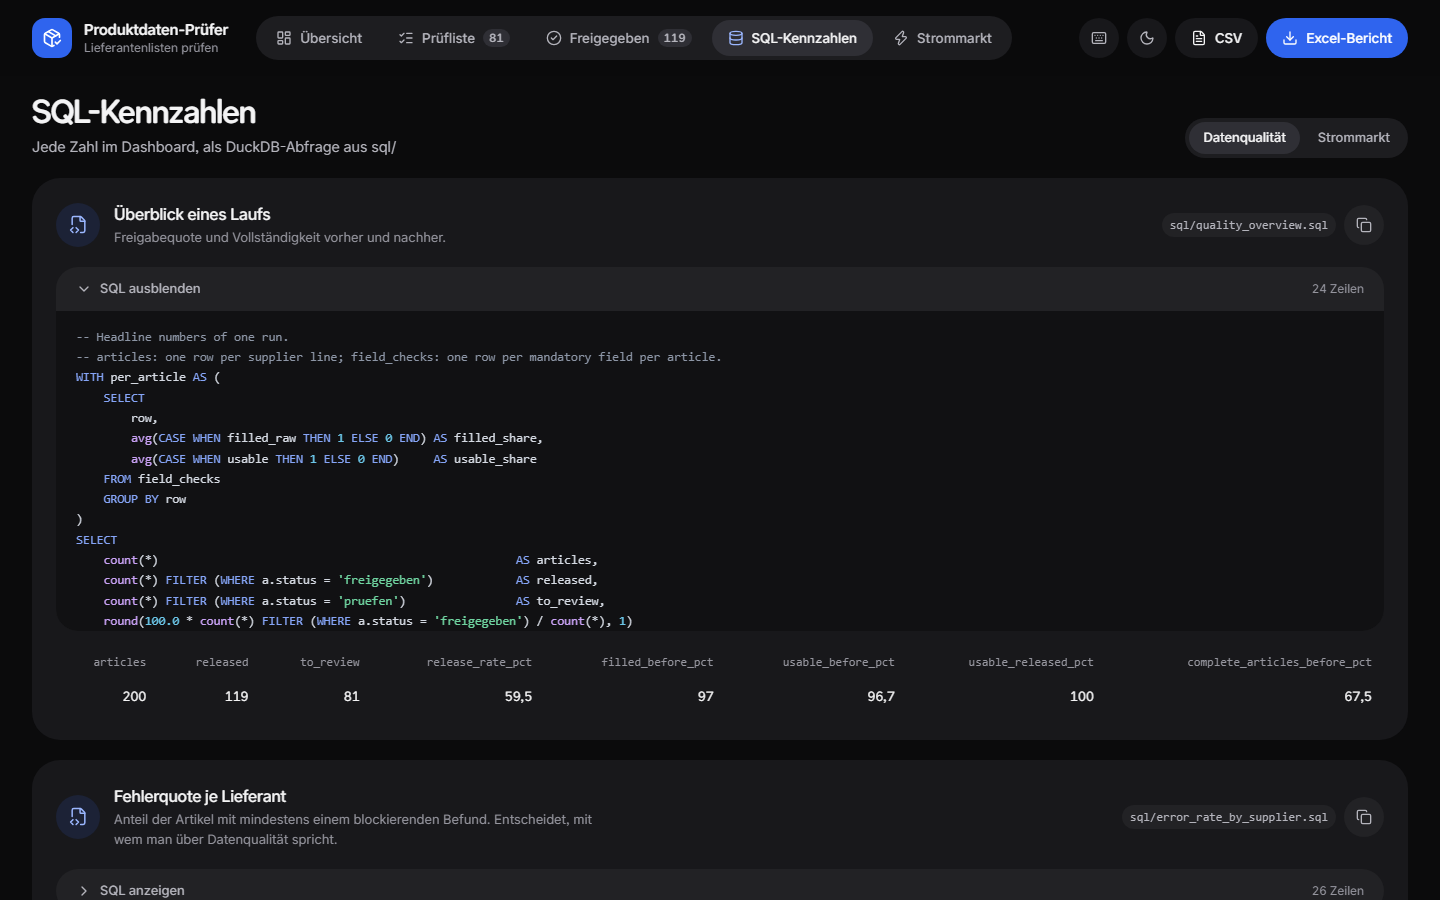 Produktdaten-Prüfer
Lieferantenlisten prüfen
Übersicht
Prüfliste 81
Freigegeben 119
SQL-Kennzahlen
Strommarkt
CSV
Excel-Bericht
SQL-Kennzahlen
Jede Zahl im Dashboard, als DuckDB-Abfrage aus sql/
Datenqualität
Strommarkt
Überblick eines Laufs
Freigabequote und Vollständigkeit vorher und nachher.
sql/quality_overview.sql
SQL ausblenden
24 Zeilen
-- Headline numbers of one run.
-- articles: one row per supplier line; field_checks: one row per mandatory field per article.
WITH per_article AS (
    SELECT
        row,
        avg(CASE WHEN filled_raw THEN 1 ELSE 0 END) AS filled_share,
        avg(CASE WHEN usable THEN 1 ELSE 0 END)     AS usable_share
    FROM field_checks
    GROUP BY row
)
SELECT
    count(*)                                                    AS articles,
    count(*) FILTER (WHERE a.status = 'freigegeben')            AS released,
    count(*) FILTER (WHERE a.status = 'pruefen')                AS to_review,
    round(100.0 * count(*) FILTER (WHERE a.status = 'freigegeben') / count(*), 1)
articles released to_review release_rate_pct filled_before_pct usable_before_pct usable_released_pct complete_articles_before_pct
200 119 81 59,5 97 96,7 100 67,5
Fehlerquote je Lieferant
Anteil der Artikel mit mindestens einem blockierenden Befund. Entscheidet, mit
wem man über Datenqualität spricht.
sql/error_rate_by_supplier.sql
SQL anzeigen
26 Zeilen